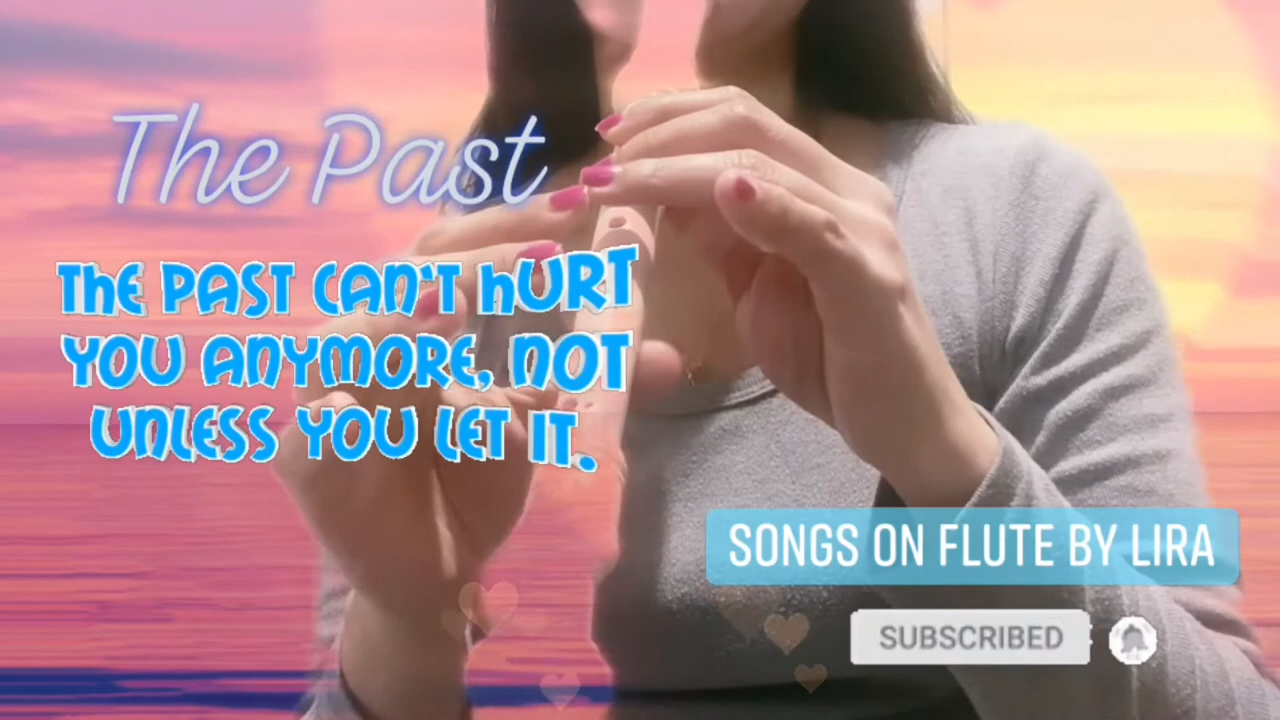 The Past
THE PAST CAN'T HURT
YOU ANYMORE, NOT
UNLESS YOU LET IT.
SONGS ON FLUTE BY LIRA
SUBSCRIBED